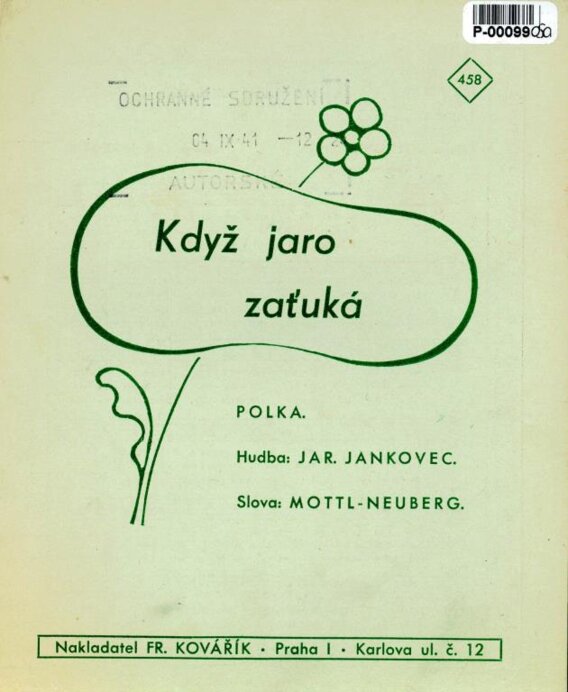 P-00099
458
OCHRANNÉ SDRUŽENÍ
04 IX 41 —12
AUTORSKÉ
Když jaro
zaťuká
POLKA.
Hudba: JAR. JANKOVEC.
Slova: MOTTL-NEUBERG.
Nakladatel FR. KOVÁŘÍK · Praha I · Karlova ul. č. 12